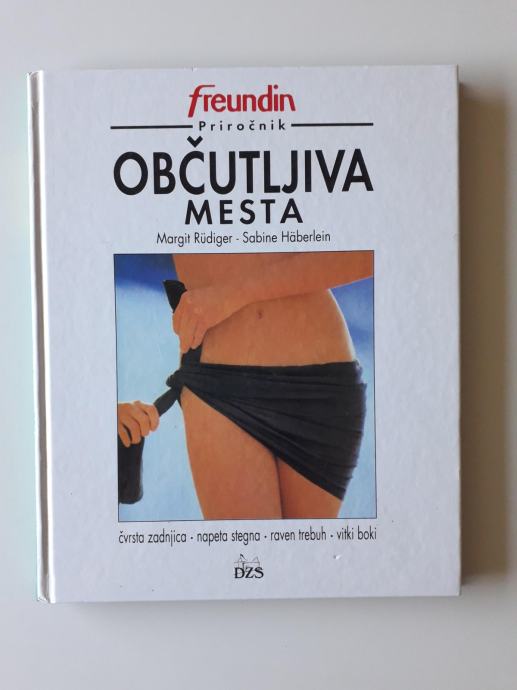 freundin
Priročnik
OBČUTLJIVA
MESTA
Margit Rüdiger - Sabine Häberlein
čvrsta zadnjica • napeta stegna • raven trebuh • vitki boki
DZS